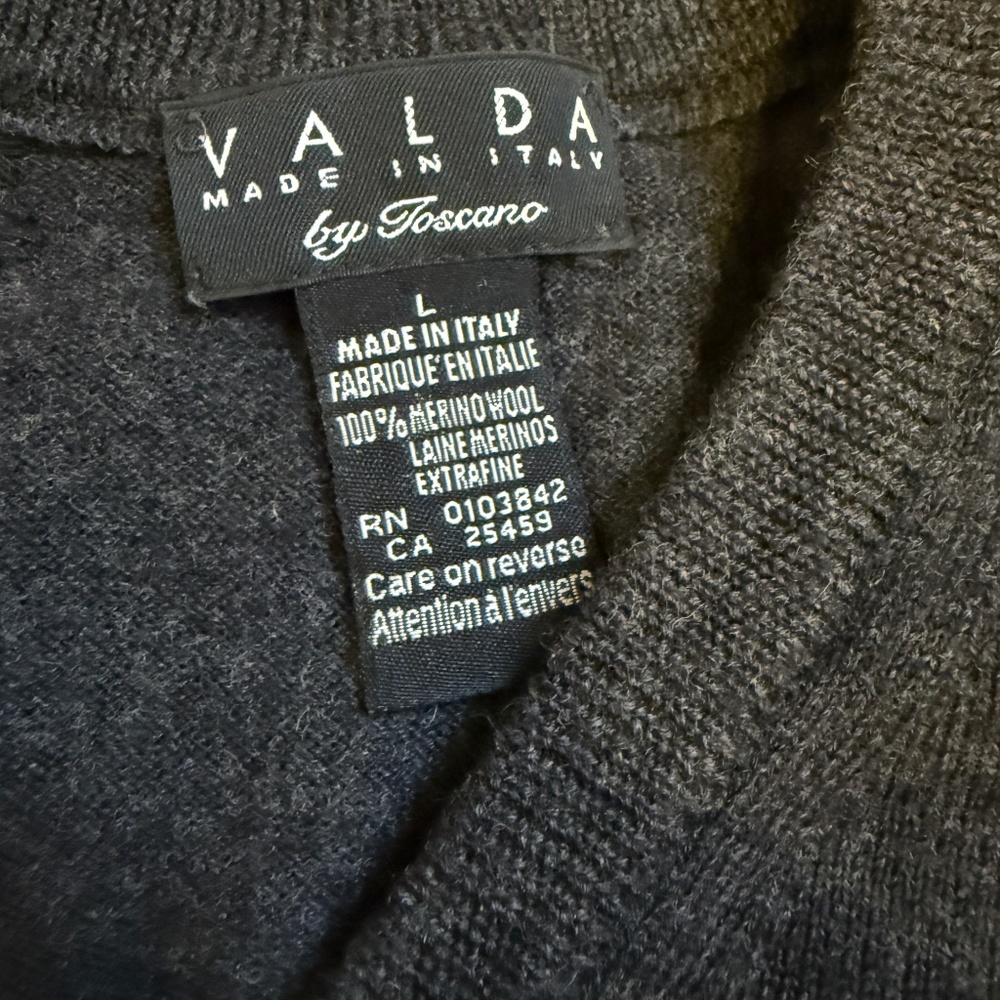 VALDA
MADE IN ITALY
by Toscano
L
MADE IN ITALY
FABRIQUÉ EN ITALIE
100% MERINO WOOL
LAINE MERINOS
EXTRAFINE
RN 0103842
CA 25459
Care on reverse
Attention à l'envers